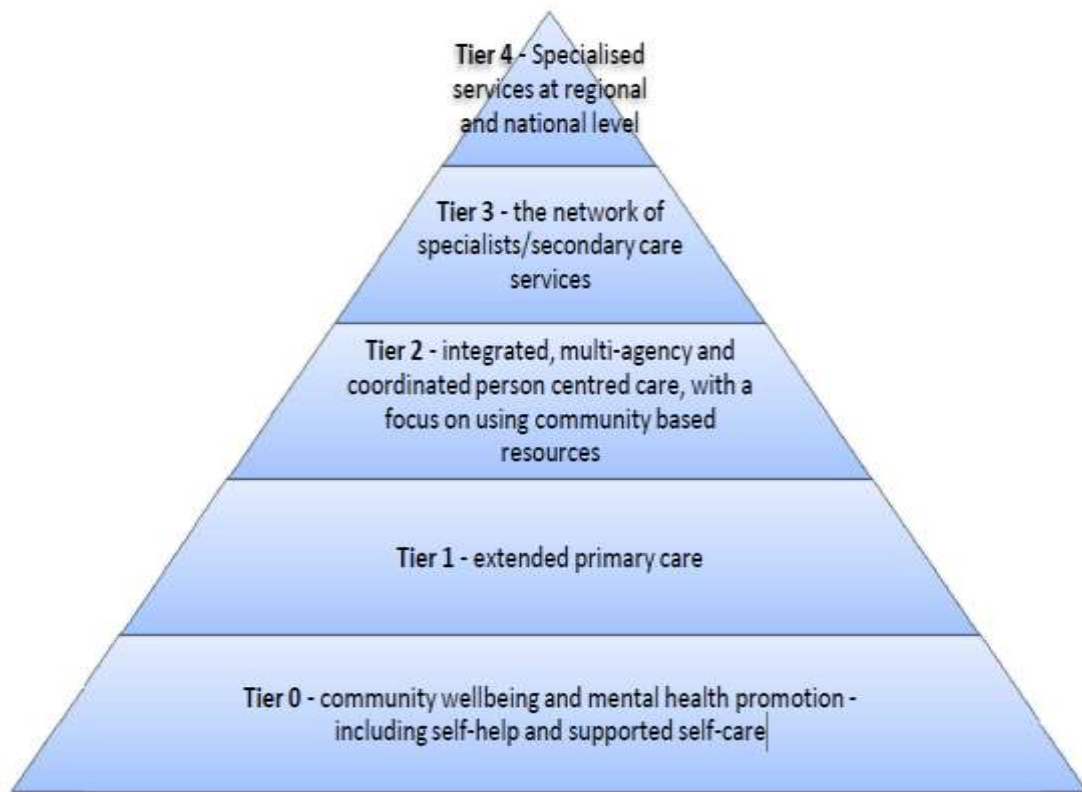 Tier 4 - Specialised
services at regional
and national level
Tier 3 - the network of
specialists/secondary care
services
Tier 2 - integrated, multi-agency and
coordinated person centred care, with a
focus on using community based
resources
Tier 1 - extended primary care
Tier 0 - community wellbeing and mental health promotion -
including self-help and supported self-care